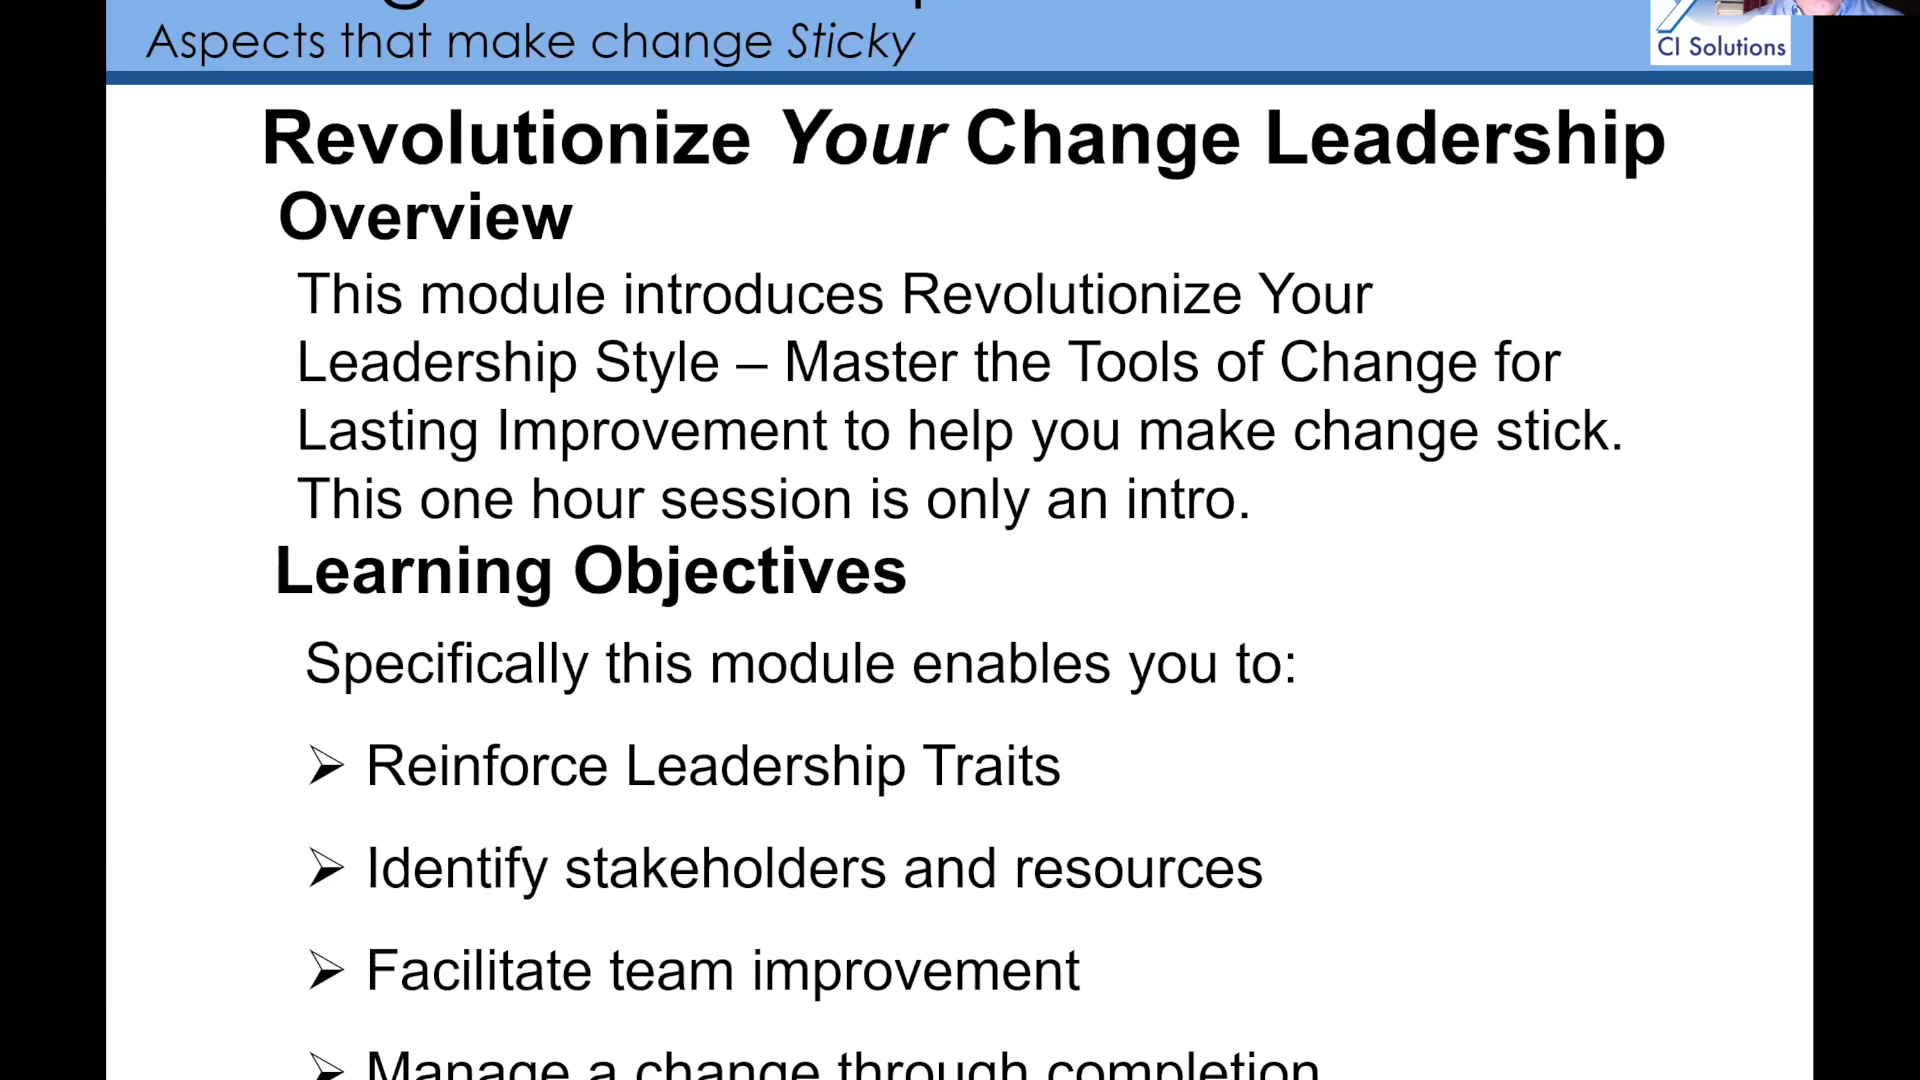 Aspects that make change Sticky
CI Solutions
Revolutionize Your Change Leadership
Overview
This module introduces Revolutionize Your
Leadership Style – Master the Tools of Change for
Lasting Improvement to help you make change stick.
This one hour session is only an intro.
Learning Objectives
Specifically this module enables you to:
➢ Reinforce Leadership Traits
➢ Identify stakeholders and resources
➢ Facilitate team improvement
➢ Manage a change through completion